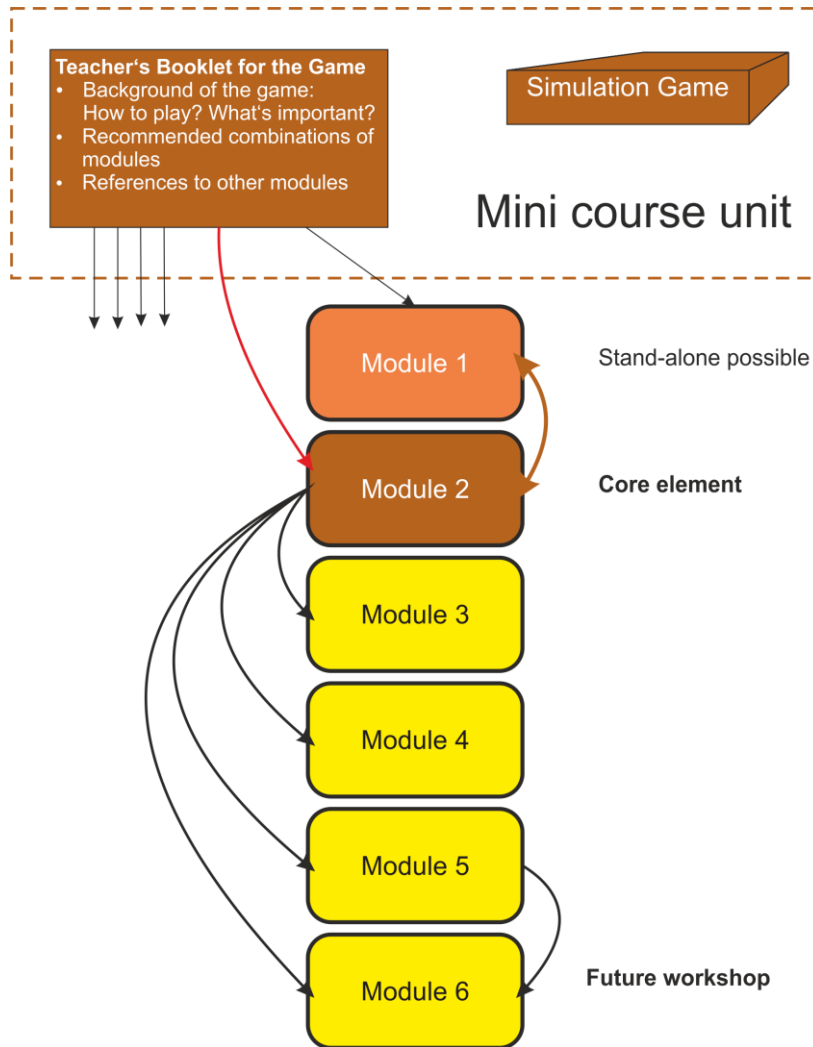 Teacher‘s Booklet for the Game
• Background of the game:
How to play? What‘s important?
• Recommended combinations of
modules
• References to other modules
Simulation Game
Mini course unit
Module 1
Stand-alone possible
Module 2
Core element
Module 3
Module 4
Module 5
Module 6
Future workshop